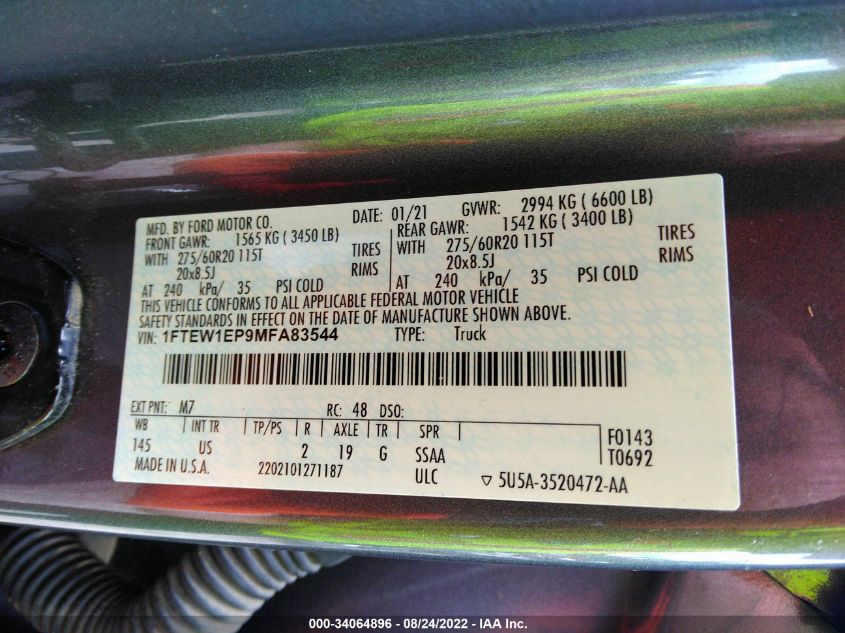 MFD. BY FORD MOTOR CO.
DATE: 01/21 GVWR: 2994 KG ( 6600 LB)
FRONT GAWR: 1565 KG ( 3450 LB)
REAR GAWR: 1542 KG ( 3400 LB)
WITH 275/60R20 115T TIRES
WITH 275/60R20 115T TIRES
20x8.5J RIMS
20x8.5J RIMS
AT 240 kPa/ 35 PSI COLD
AT 240 kPa/ 35 PSI COLD
THIS VEHICLE CONFORMS TO ALL APPLICABLE FEDERAL MOTOR VEHICLE
SAFETY STANDARDS IN EFFECT ON THE DATE OF MANUFACTURE SHOWN ABOVE.
VIN: 1FTEW1EP9MFA83544 TYPE: Truck
EXT PNT: M7 RC: 48 DSO:
WB INT TR TP/PS R AXLE TR SPR
145 US 2 19 G SSAA
F0143
T0692
MADE IN U.S.A. 2202101271187 ULC ▽ 5U5A-3520472-AA
000-34064896 - 08/24/2022 - IAA Inc.